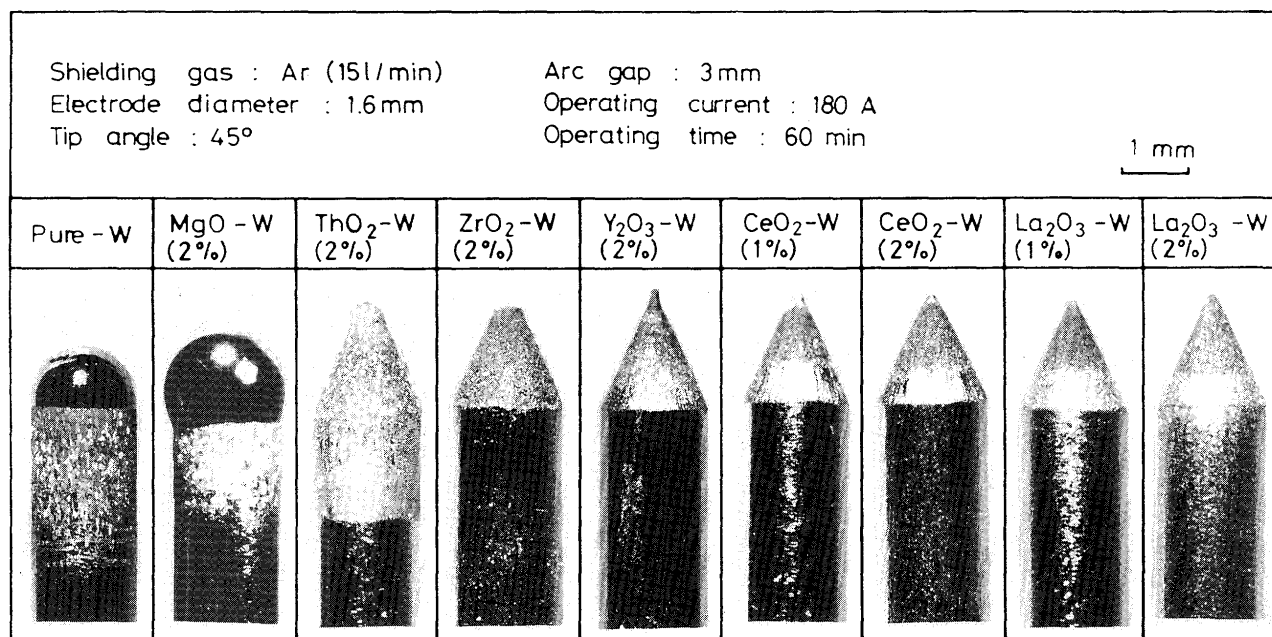 Shielding gas : Ar (15l/min)
Electrode diameter : 1.6mm
Tip angle : 45°
Arc gap : 3mm
Operating current : 180 A
Operating time : 60 min
1 mm
Pure-W
MgO-W
(2%)
ThO₂-W
(2%)
ZrO₂-W
(2%)
Y₂O₃-W
(2%)
CeO₂-W
(1%)
CeO₂-W
(2%)
La₂O₃-W
(1%)
La₂O₃-W
(2%)